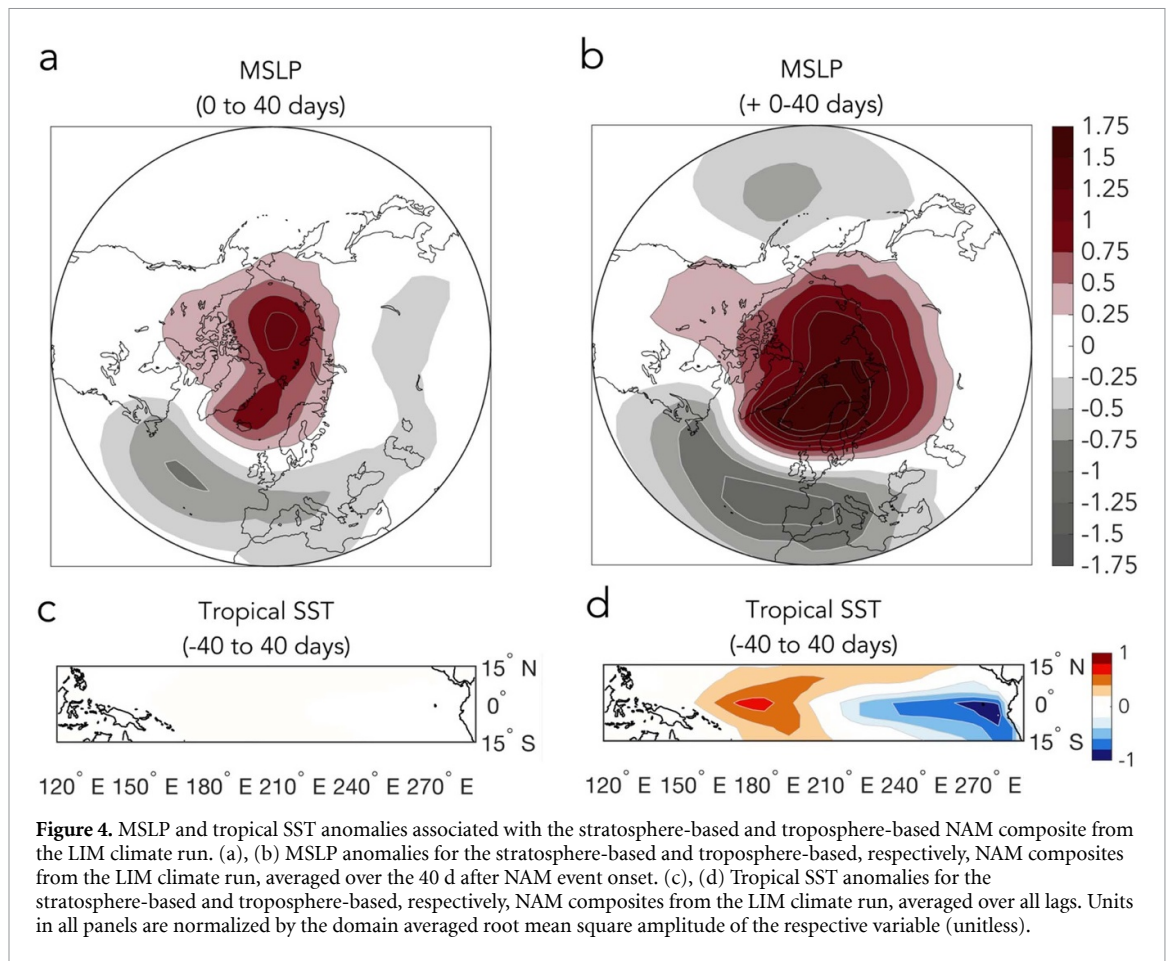 a
MSLP
(0 to 40 days)
b
MSLP
(+ 0-40 days)
1.75
1.5
1.25
1
0.75
0.5
0.25
0
-0.25
-0.5
-0.75
-1
-1.25
-1.5
-1.75
c
Tropical SST
(-40 to 40 days)
15° N
0°
15° S
120° E 150° E 180° E 210° E 240° E 270° E
d
Tropical SST
(-40 to 40 days)
15° N
0°
15° S
1
0
-1
120° E 150° E 180° E 210° E 240° E 270° E
Figure 4. MSLP and tropical SST anomalies associated with the stratosphere-based and troposphere-based NAM composite from
the LIM climate run. (a), (b) MSLP anomalies for the stratosphere-based and troposphere-based, respectively, NAM composites
from the LIM climate run, averaged over the 40 d after NAM event onset. (c), (d) Tropical SST anomalies for the
stratosphere-based and troposphere-based, respectively, NAM composites from the LIM climate run, averaged over all lags. Units
in all panels are normalized by the domain averaged root mean square amplitude of the respective variable (unitless).